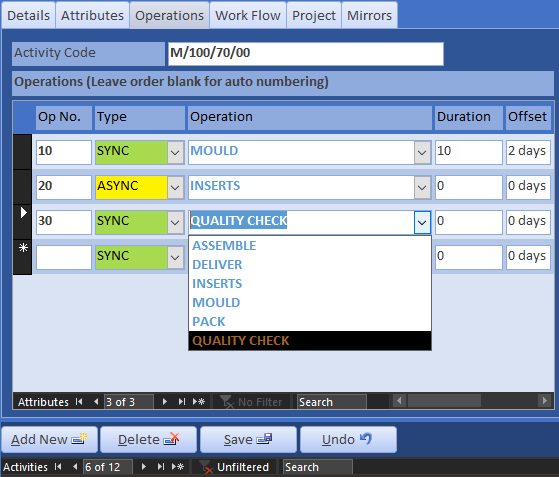 Details Attributes Operations Work Flow Project Mirrors
Activity Code M/100/70/00
Operations (Leave order blank for auto numbering)
Op No. Type Operation Duration Offset
10 SYNC MOULD 10 2 days
20 ASYNC INSERTS 0 0 days
30 SYNC QUALITY CHECK 0 0 days
SYNC 0 0 days
ASSEMBLE
DELIVER
INSERTS
MOULD
PACK
QUALITY CHECK
Attributes 3 of 3 No Filter Search
Add New Delete Save Undo
Activities 6 of 12 Unfiltered Search